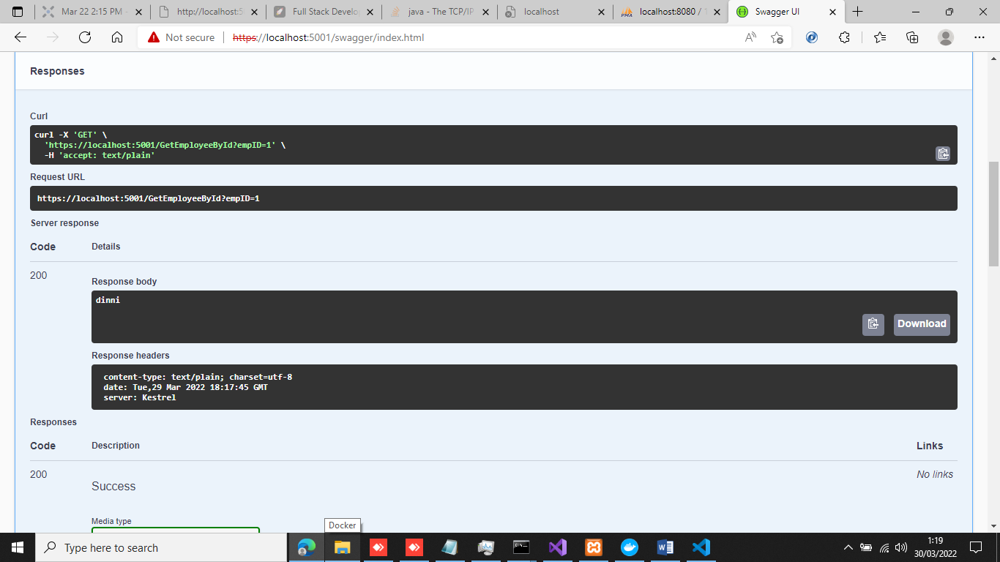 Mar 22 2:15 PM -
http://localhost:5
Full Stack Develo
java - The TCP/IP
localhost
localhost:8080 / 
Swagger UI
Not secure
https://localhost:5001/swagger/index.html
Responses
Curl
curl -X 'GET' \
'https://localhost:5001/GetEmployeeById?empID=1' \
-H 'accept: text/plain'
Request URL
https://localhost:5001/GetEmployeeById?empID=1
Server response
Code Details
200
Response body
dinni
Download
Response headers
content-type: text/plain; charset=utf-8
date: Tue,29 Mar 2022 18:17:45 GMT
server: Kestrel
Responses
Code Description Links
200
Success
No links
Media type
Docker
Type here to search
1:19
30/03/2022